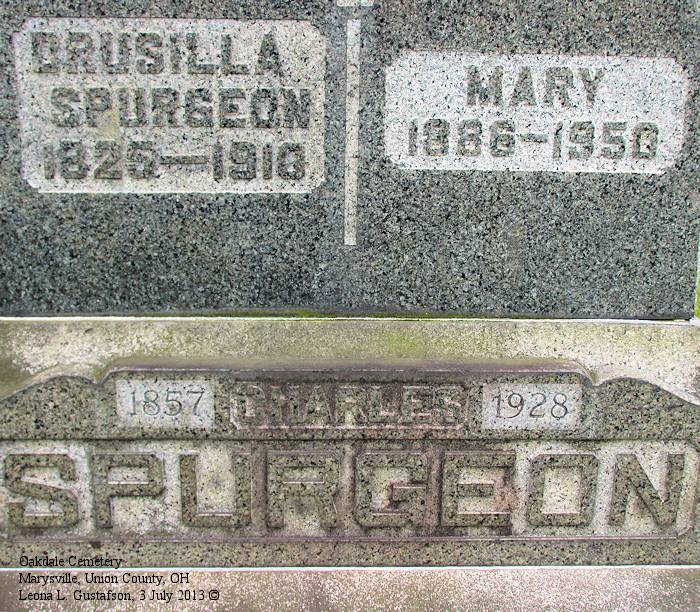 DRUSILLA
SPURGEON
1825–1910
MARY
1886–1950
1857 CHARLES 1928
SPURGEON
Oakdale Cemetery
Marysville, Union County, OH
Leona L. Gustafson, 3 July 2013 ©